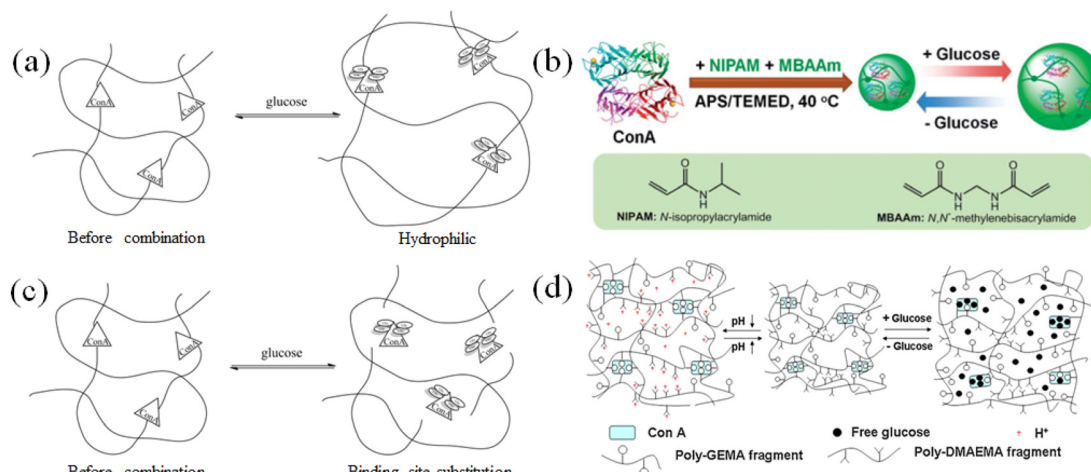 (a)
ConA
ConA
ConA
glucose
ConA
ConA
ConA
Before combination
Hydrophilic
(b)
ConA
+ NIPAM + MBAAm
APS/TEMED, 40 °C
+ Glucose
- Glucose
O
N
H
NIPAM: N-isopropylacrylamide
O
O
N
H
N
H
MBAAm: N,N`-methylenebisacrylamide
(c)
ConA
ConA
ConA
glucose
ConA
ConA
ConA
Before combination
Binding site substitution
(d)
pH ↓
pH ↑
+ Glucose
- Glucose
Con A
Free glucose
H⁺
Poly-GEMA fragment
Poly-DMAEMA fragment